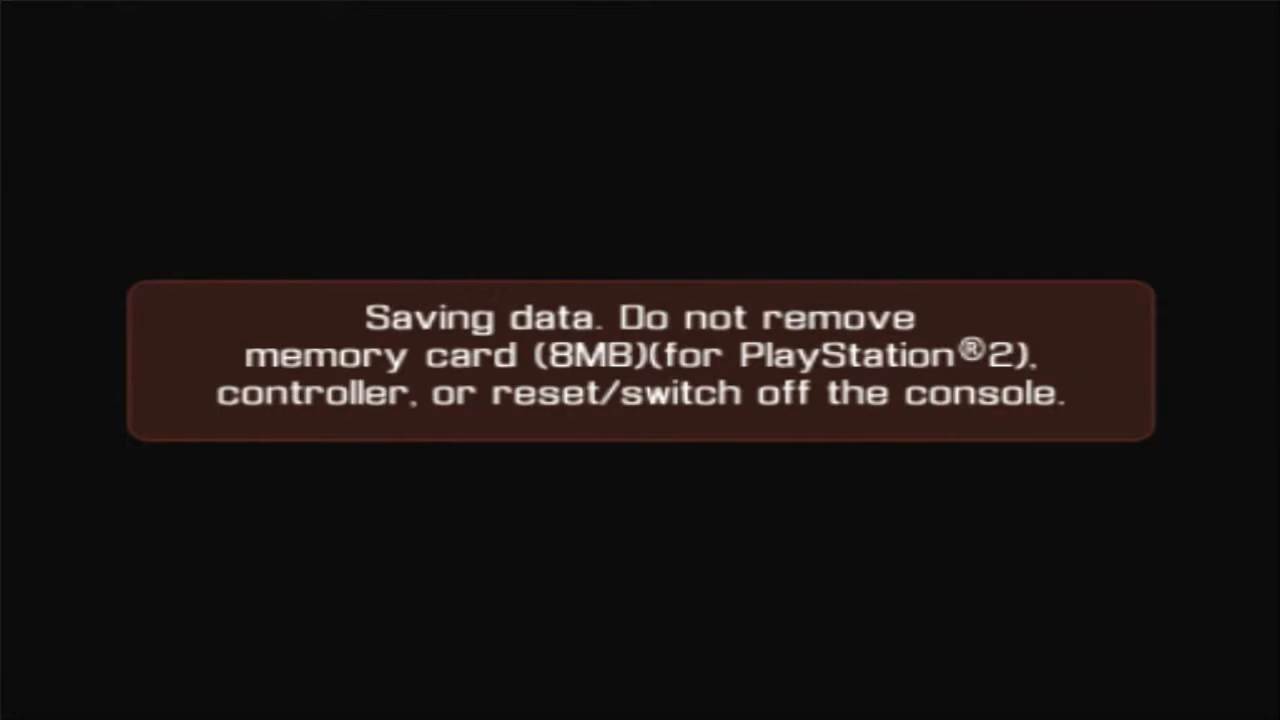 Saving data. Do not remove
memory card (8MB)(for PlayStation®2),
controller, or reset/switch off the console.